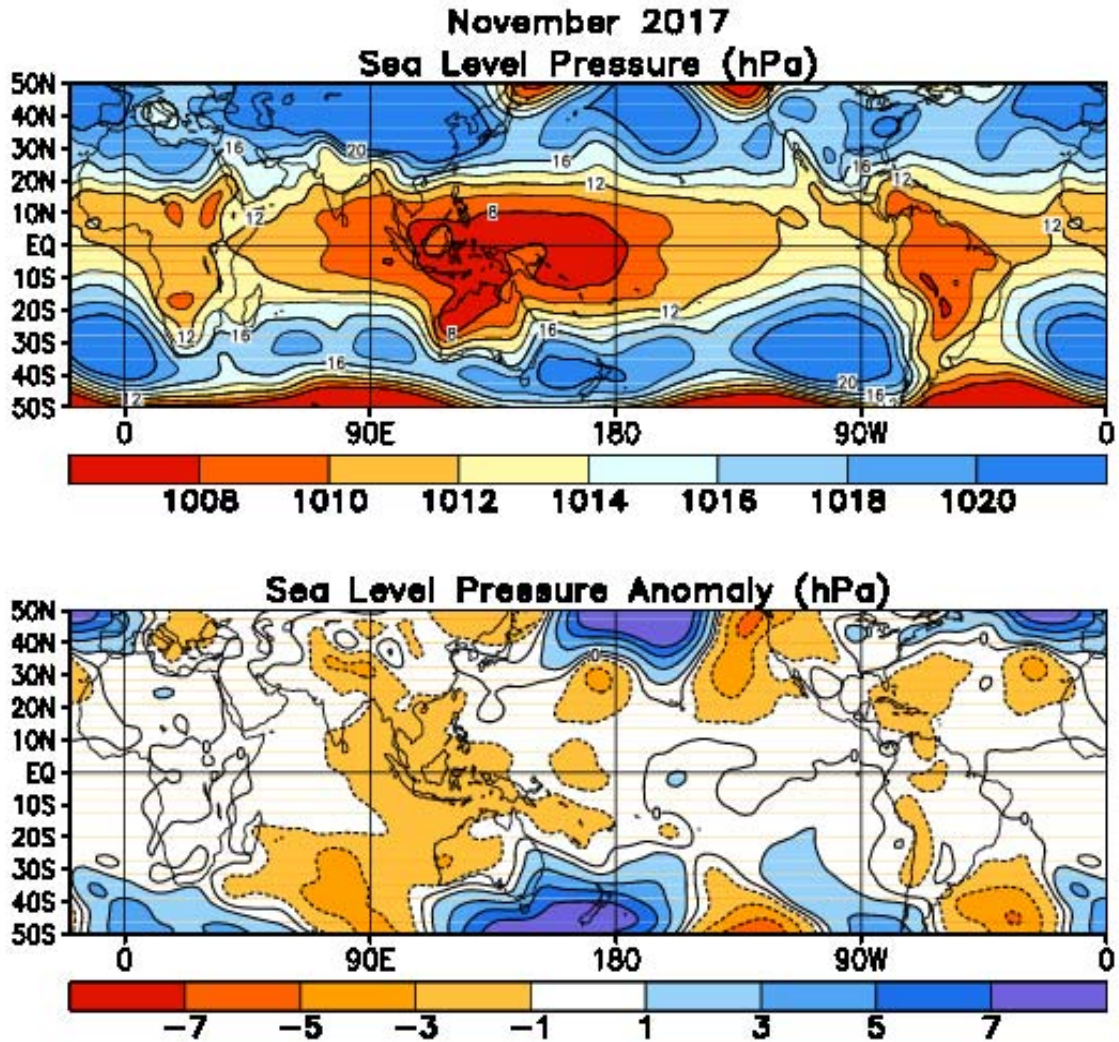 November 2017
Sea Level Pressure (hPa)
50N
40N
30N
20N
10N
EQ
10S
20S
30S
40S
50S
16
20
16
16
12
12
8
12
12
12
16
8
16
12
16
20
16
12
0
90E
180
90W
0
1008 1010 1012 1014 1016 1018 1020
Sea Level Pressure Anomaly (hPa)
50N
40N
30N
20N
10N
EQ
10S
20S
30S
40S
50S
0
0
0
0
0
0
0
0
90E
180
90W
0
-7 -5 -3 -1 1 3 5 7